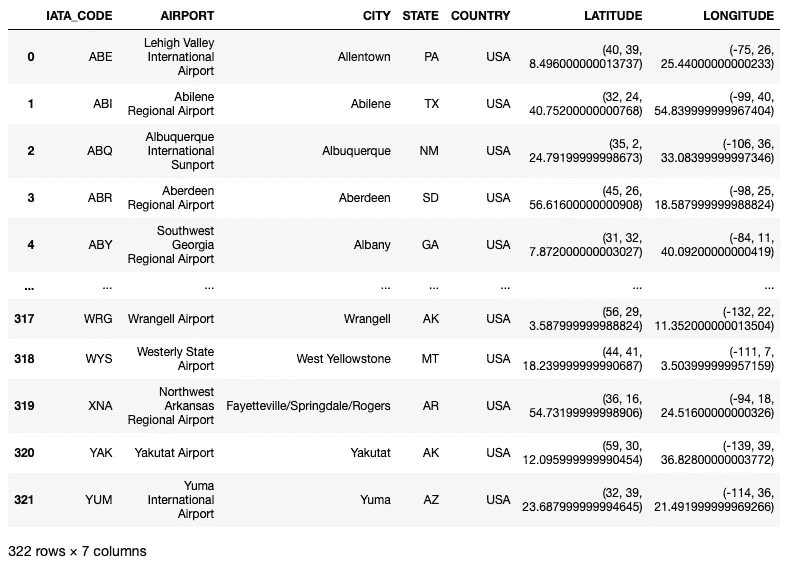 IATA_CODE AIRPORT CITY STATE COUNTRY LATITUDE LONGITUDE
0 ABE Lehigh Valley International Airport Allentown PA USA (40, 39, 8.496000000013737) (-75, 26, 25.44000000000233)
1 ABI Abilene Regional Airport Abilene TX USA (32, 24, 40.75200000000768) (-99, 40, 54.839999999967404)
2 ABQ Albuquerque International Sunport Albuquerque NM USA (35, 2, 24.79199999998673) (-106, 36, 33.08399999997346)
3 ABR Aberdeen Regional Airport Aberdeen SD USA (45, 26, 56.61600000000908) (-98, 25, 18.587999999988824)
4 ABY Southwest Georgia Regional Airport Albany GA USA (31, 32, 7.872000000003027) (-84, 11, 40.09200000000419)
... ... ... ... ... ... ... ...
317 WRG Wrangell Airport Wrangell AK USA (56, 29, 3.587999999988824) (-132, 22, 11.352000000013504)
318 WYS Westerly State Airport West Yellowstone MT USA (44, 41, 18.239999999990687) (-111, 7, 3.503999999957159)
319 XNA Northwest Arkansas Regional Airport Fayetteville/Springdale/Rogers AR USA (36, 16, 54.73199999998906) (-94, 18, 24.51600000000326)
320 YAK Yakutat Airport Yakutat AK USA (59, 30, 12.095999999990454) (-139, 39, 36.82800000003772)
321 YUM Yuma International Airport Yuma AZ USA (32, 39, 23.687999999994645) (-114, 36, 21.491999999969266)
322 rows × 7 columns